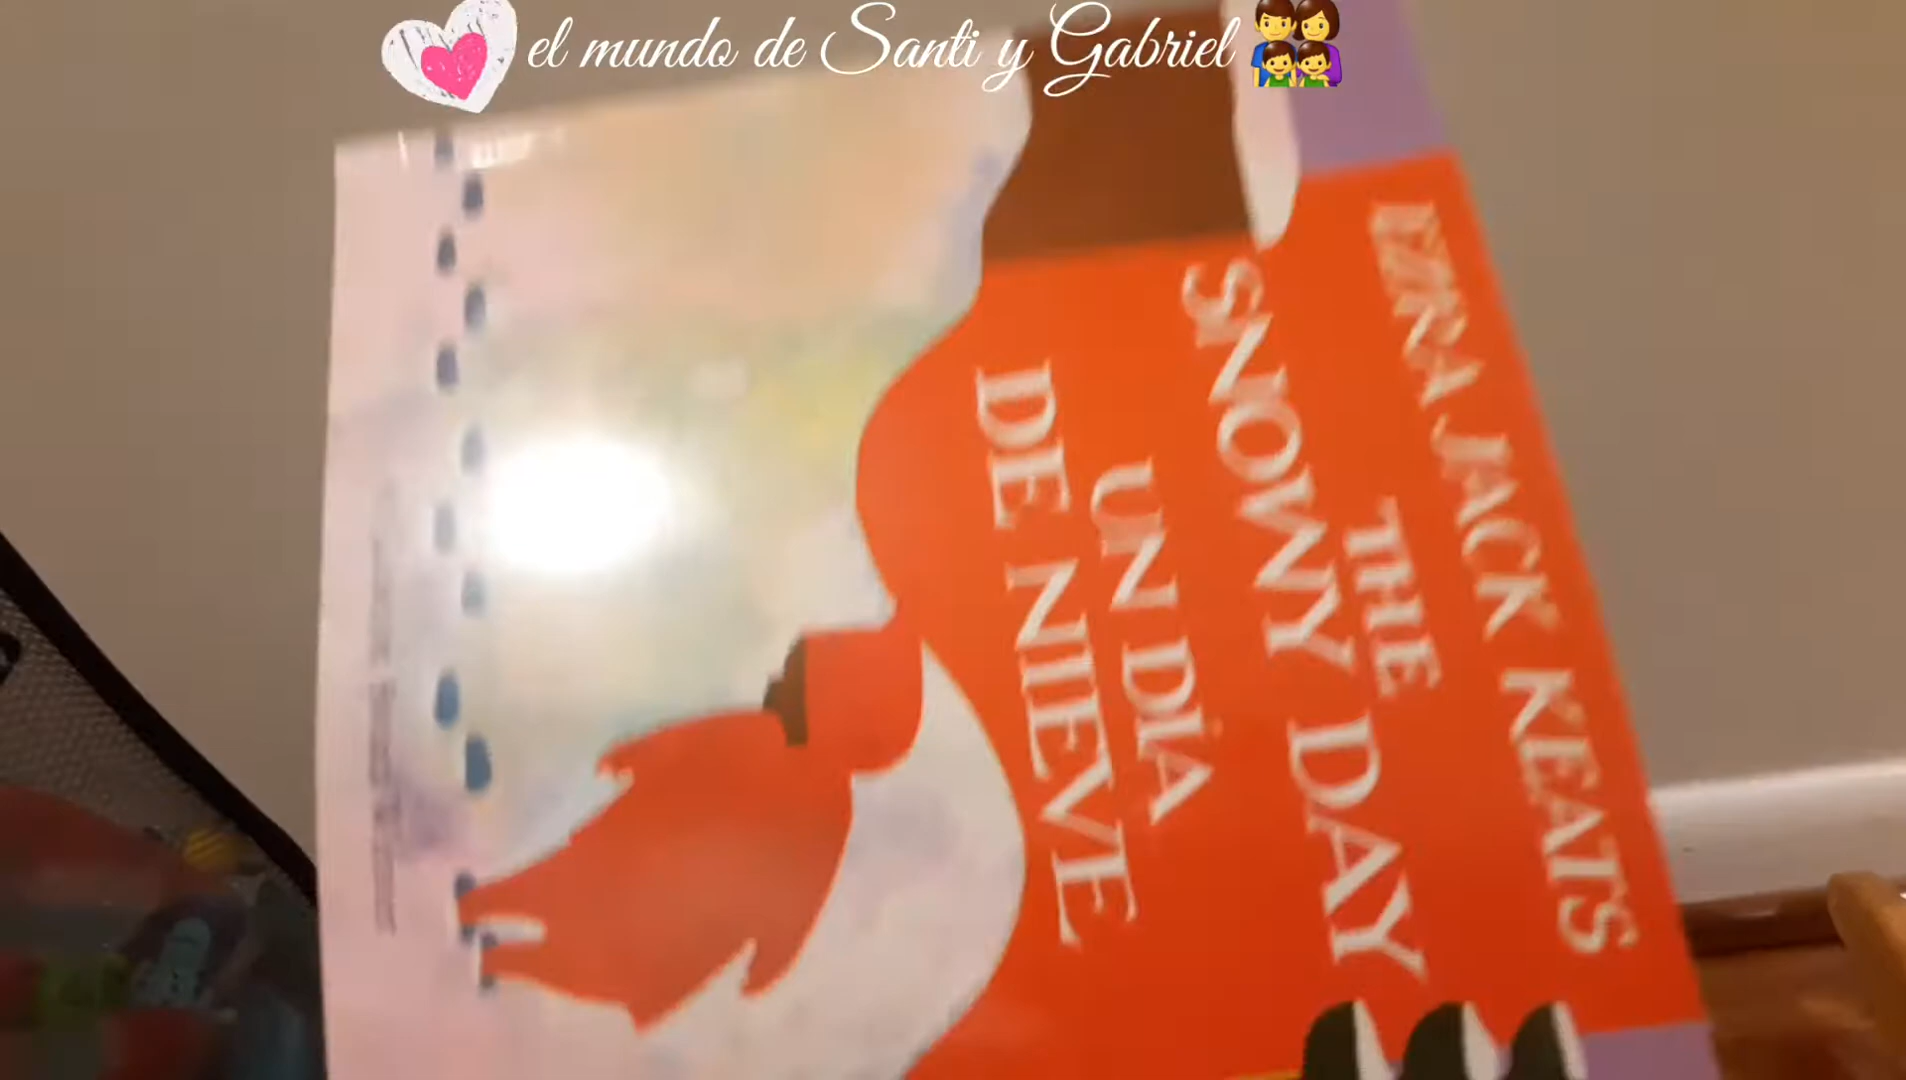 el mundo de Santi y Gabriel
EZRA JACK KEATS
THE
SNOWY DAY
UN DÍA
DE NIEVE